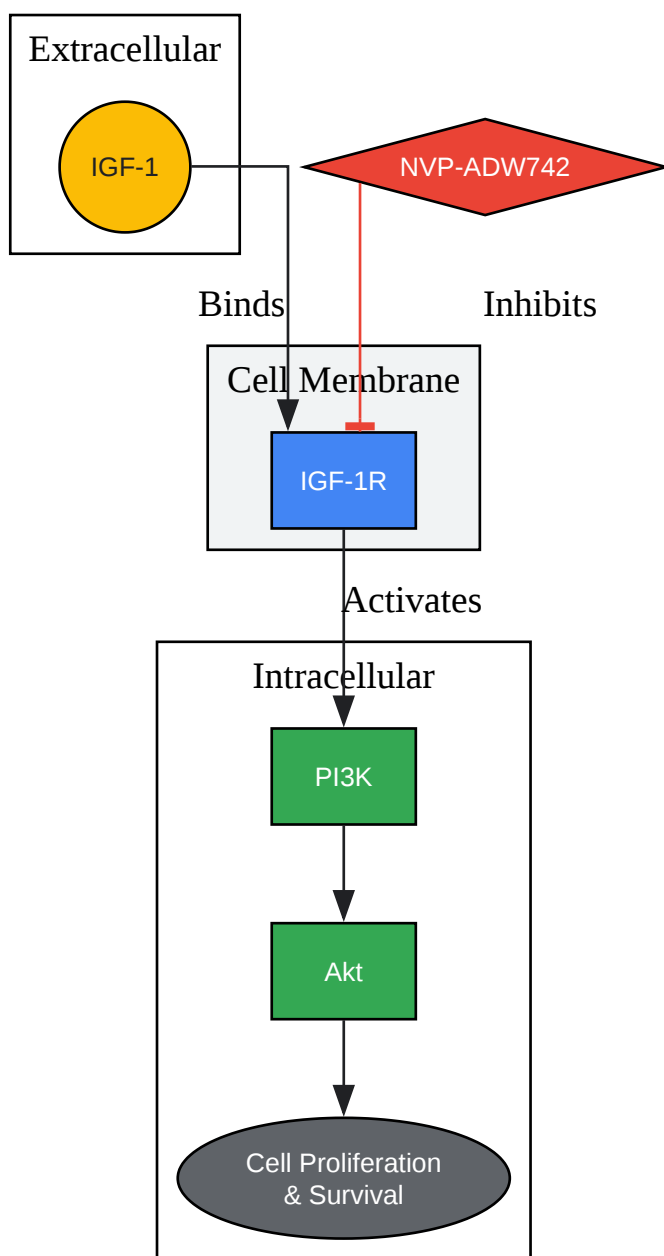 Extracellular
IGF-1
NVP-ADW742
Binds
Inhibits
Cell Membrane
IGF-1R
Activates
Intracellular
PI3K
Akt
Cell Proliferation
& Survival